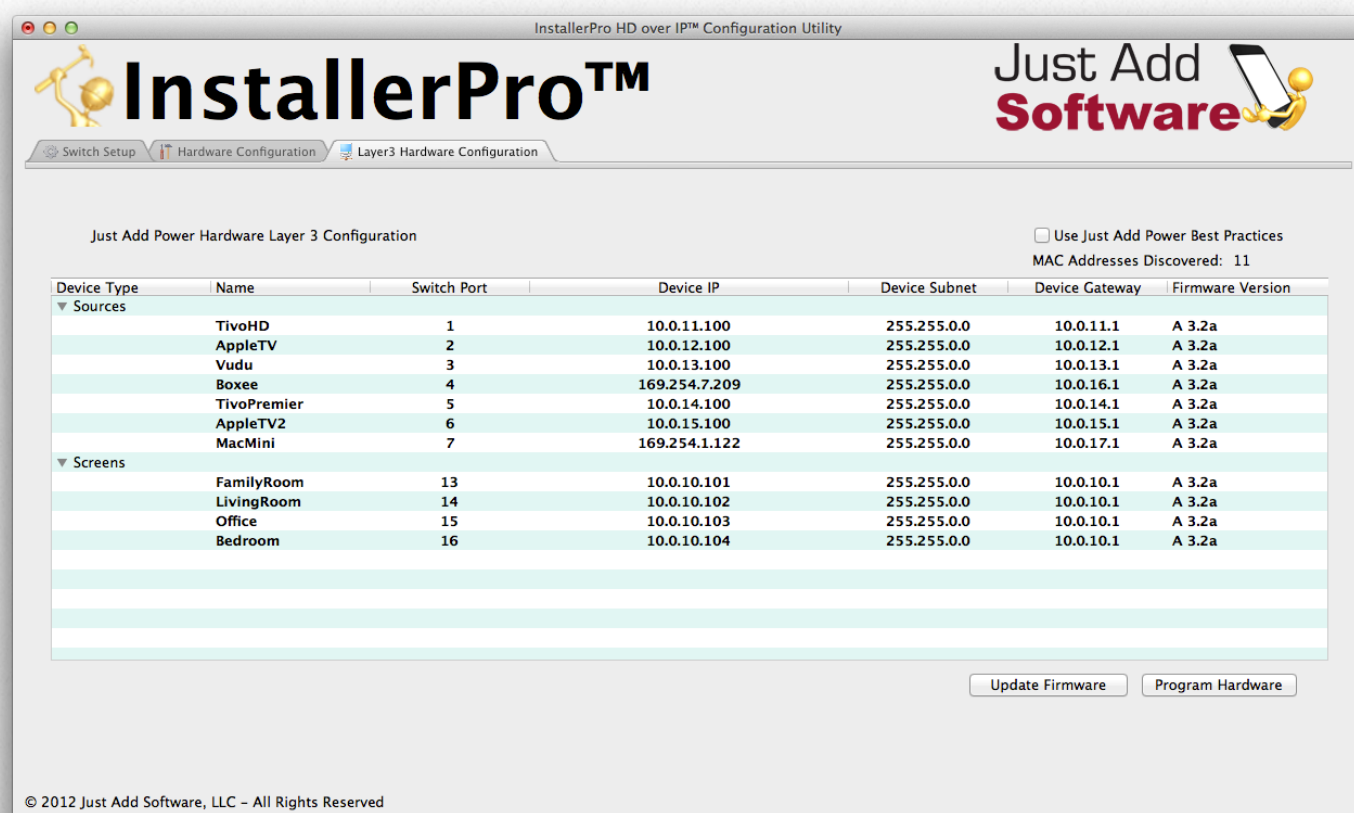 InstallerPro HD over IP™ Configuration Utility
InstallerPro™
Just Add
Software
Switch Setup Hardware Configuration Layer3 Hardware Configuration
Just Add Power Hardware Layer 3 Configuration
Use Just Add Power Best Practices
MAC Addresses Discovered: 11
Device Type Name Switch Port Device IP Device Subnet Device Gateway Firmware Version
Sources
TivoHD 1 10.0.11.100 255.255.0.0 10.0.11.1 A 3.2a
AppleTV 2 10.0.12.100 255.255.0.0 10.0.12.1 A 3.2a
Vudu 3 10.0.13.100 255.255.0.0 10.0.13.1 A 3.2a
Boxee 4 169.254.7.209 255.255.0.0 10.0.16.1 A 3.2a
TivoPremier 5 10.0.14.100 255.255.0.0 10.0.14.1 A 3.2a
AppleTV2 6 10.0.15.100 255.255.0.0 10.0.15.1 A 3.2a
MacMini 7 169.254.1.122 255.255.0.0 10.0.17.1 A 3.2a
Screens
FamilyRoom 13 10.0.10.101 255.255.0.0 10.0.10.1 A 3.2a
LivingRoom 14 10.0.10.102 255.255.0.0 10.0.10.1 A 3.2a
Office 15 10.0.10.103 255.255.0.0 10.0.10.1 A 3.2a
Bedroom 16 10.0.10.104 255.255.0.0 10.0.10.1 A 3.2a
Update Firmware Program Hardware
© 2012 Just Add Software, LLC – All Rights Reserved